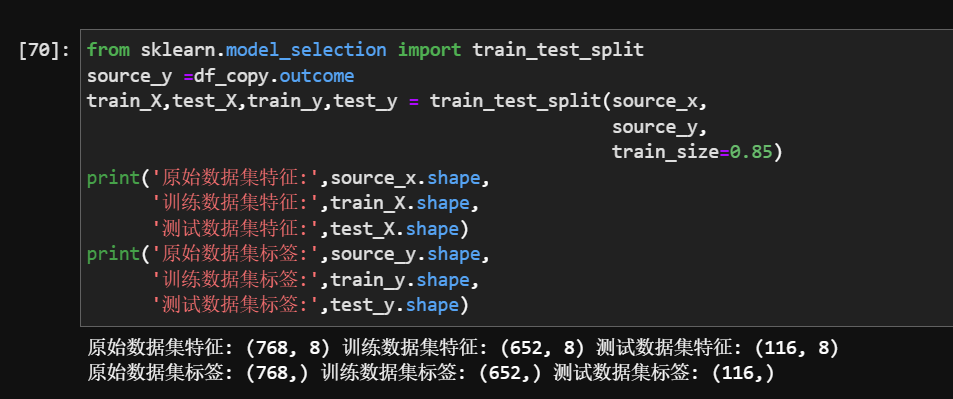 [70]: from sklearn.model_selection import train_test_split
source_y =df_copy.outcome
train_X,test_X,train_y,test_y = train_test_split(source_x,
source_y,
train_size=0.85)
print('原始数据集特征:',source_x.shape,
'训练数据集特征:',train_X.shape,
'测试数据集特征:',test_X.shape)
print('原始数据集标签:',source_y.shape,
'训练数据集标签:',train_y.shape,
'测试数据集标签:',test_y.shape)
原始数据集特征: (768, 8) 训练数据集特征: (652, 8) 测试数据集特征: (116, 8)
原始数据集标签: (768,) 训练数据集标签: (652,) 测试数据集标签: (116,)